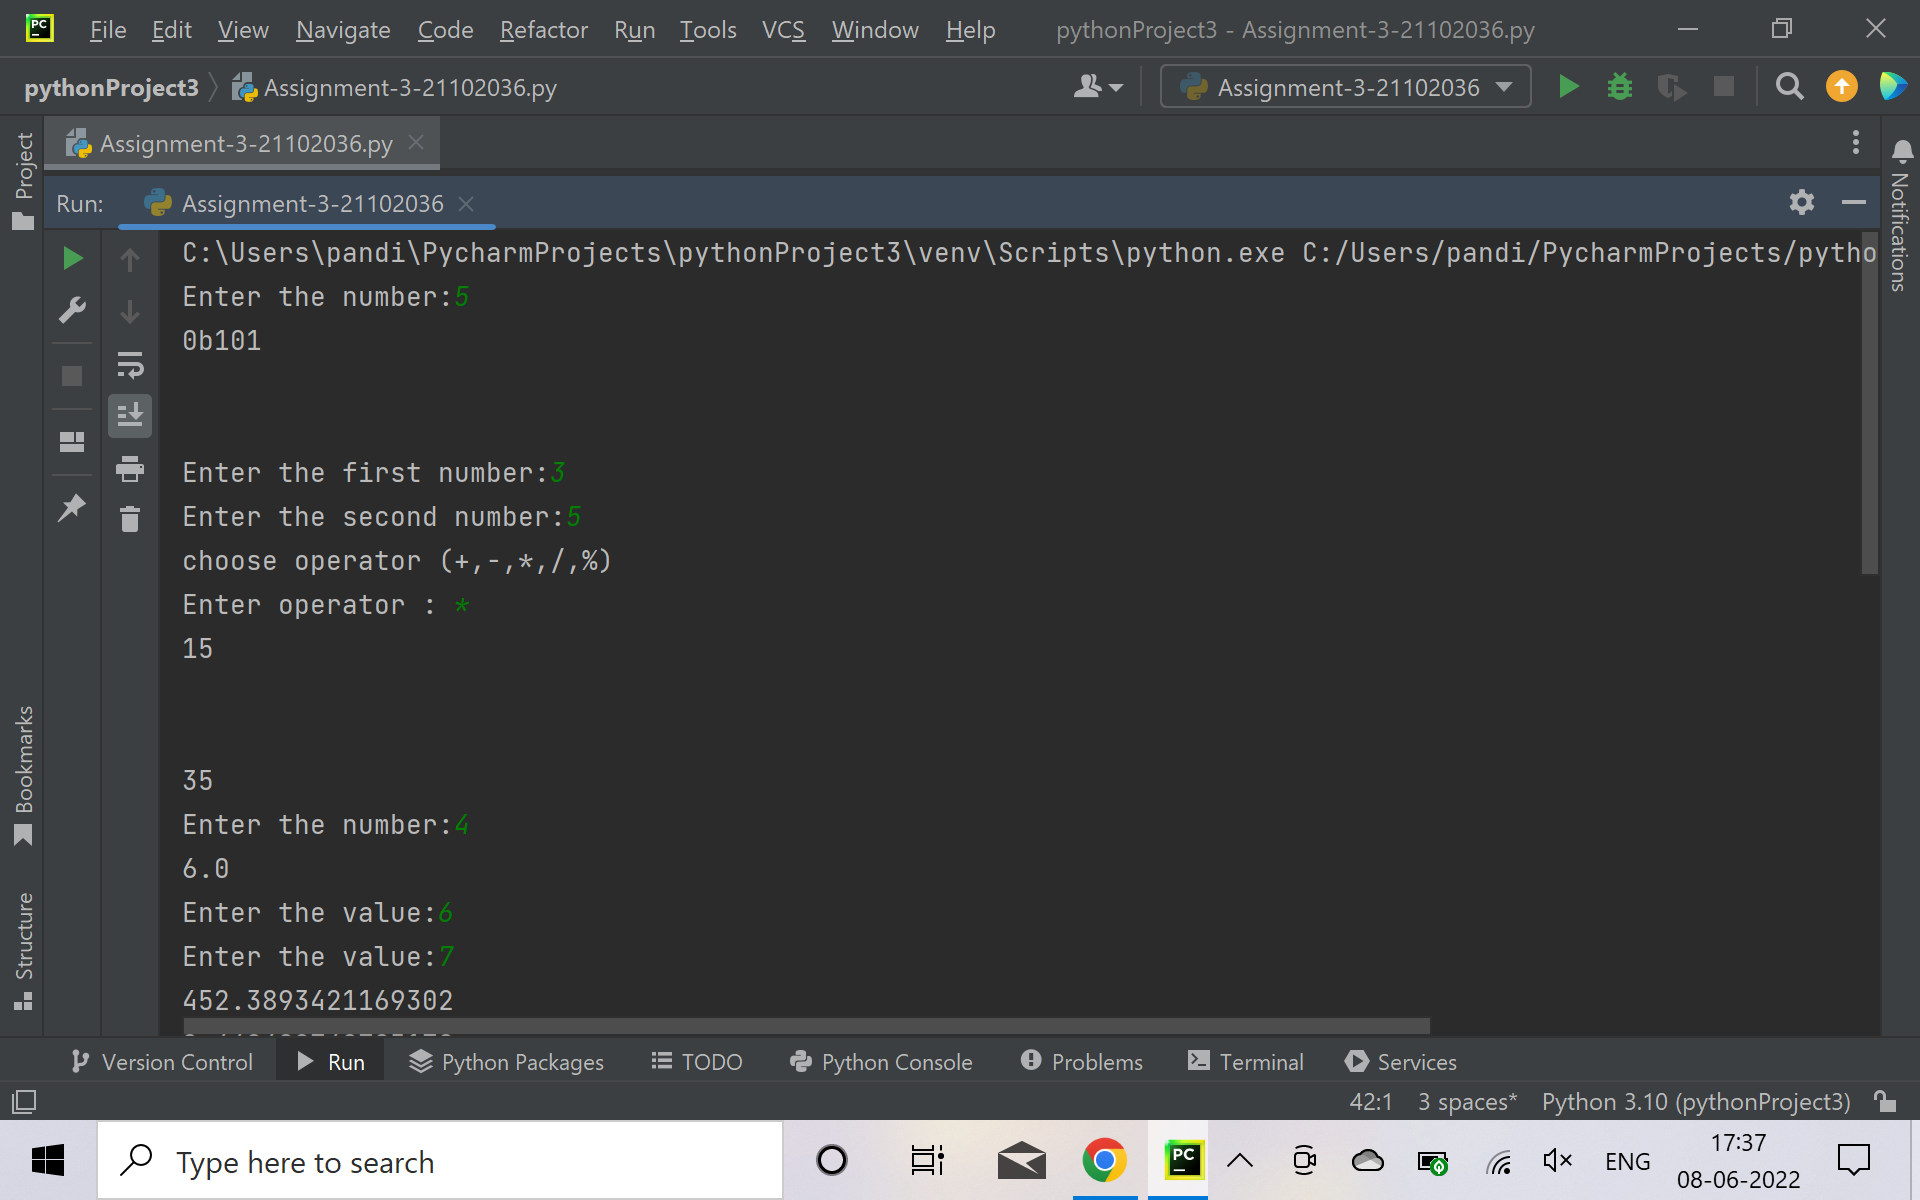 PC File Edit View Navigate Code Refactor Run Tools VCS Window Help pythonProject3 - Assignment-3-21102036.py
pythonProject3 Assignment-3-21102036.py Assignment-3-21102036
Project
Assignment-3-21102036.py
Notifications
Run: Assignment-3-21102036
C:\Users\pandi\PycharmProjects\pythonProject3\venv\Scripts\python.exe C:/Users/pandi/PycharmProjects/pytho
Enter the number:5
0b101
Enter the first number:3
Enter the second number:5
choose operator (+,-,*,/,%)
Enter operator : *
15
35
Enter the number:4
6.0
Enter the value:6
Enter the value:7
452.3893421169302
Bookmarks
Structure
Version Control Run Python Packages TODO Python Console Problems Terminal Services
42:1 3 spaces* Python 3.10 (pythonProject3)
Type here to search PC ENG 17:37
08-06-2022